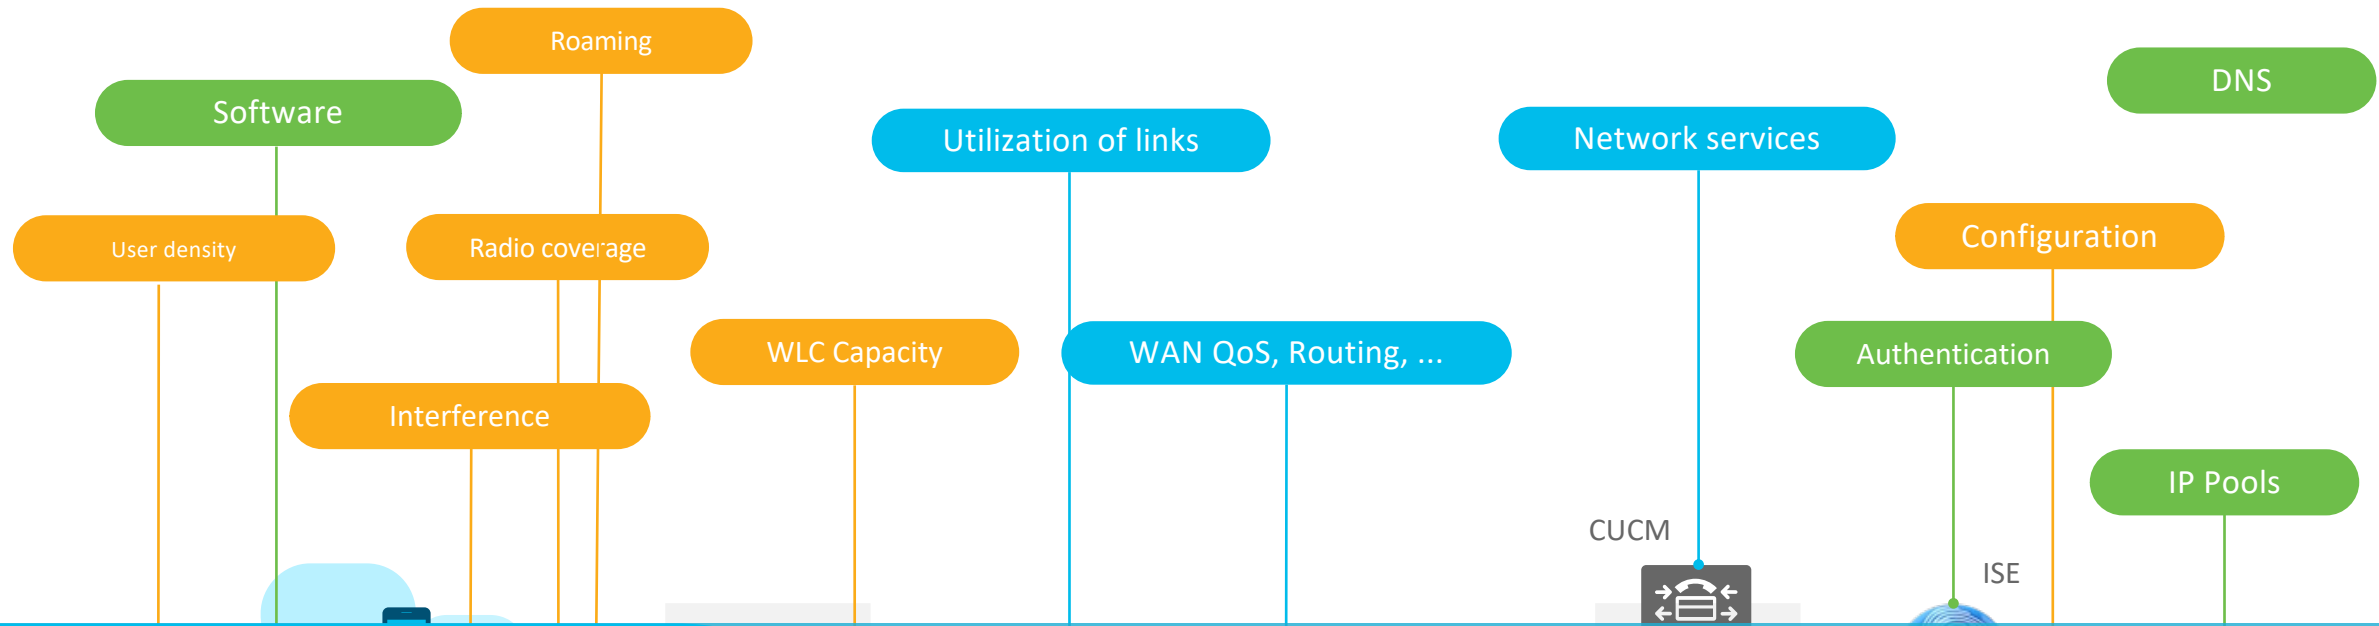 Roaming
DNS
Software
Utilization of links
Network services
User density
Radio coverage
Configuration
WLC Capacity
WAN QoS, Routing, ...
Authentication
Interference
IP Pools
CUCM
ISE